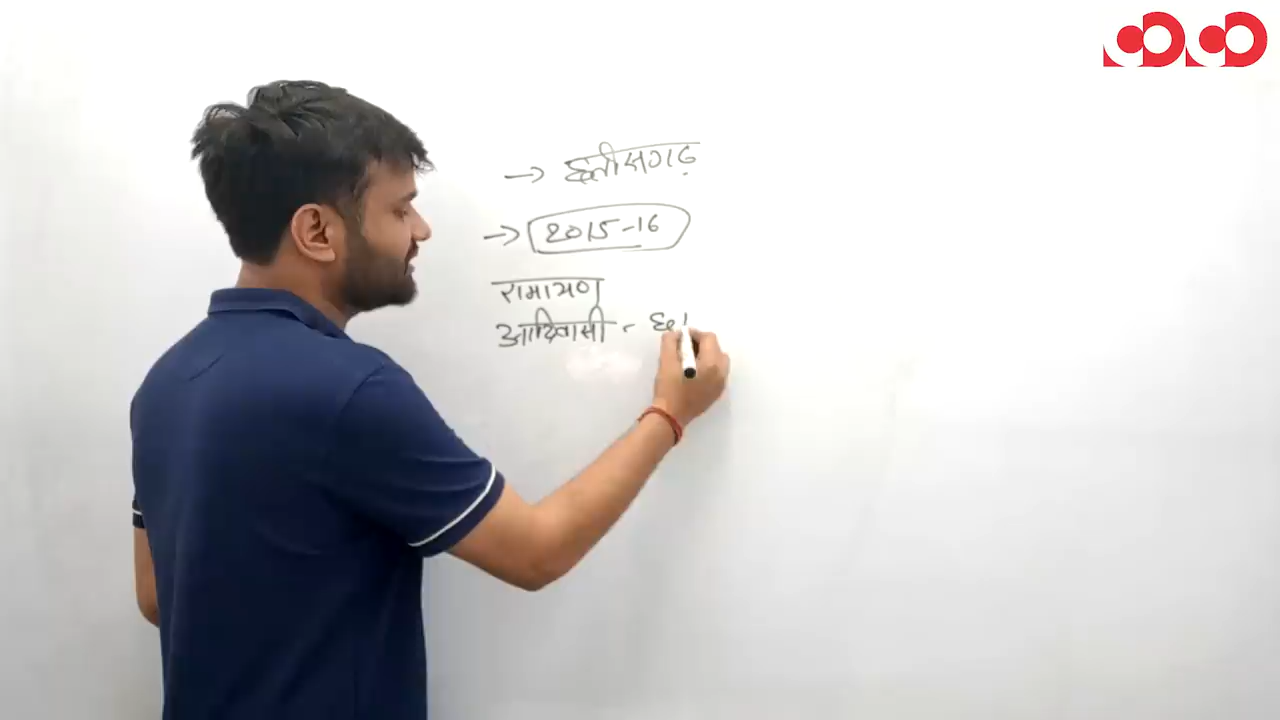 → छत्तीसगढ़
→ 2015-16
रामायण
आदिवासी -